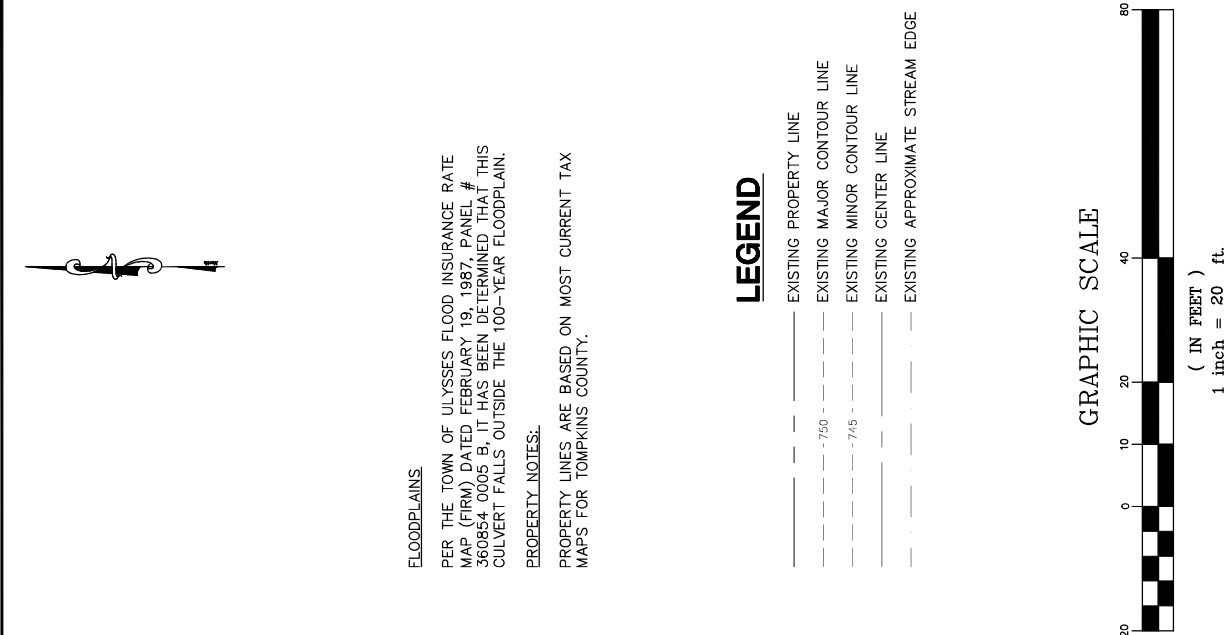 FLOODPLAINS
PER THE TOWN OF ULYSSES FLOOD INSURANCE RATE
MAP (FIRM) DATED FEBRUARY 19, 1987, PANEL #
360854 0005 B, IT HAS BEEN DETERMINED THAT THIS
CULVERT FALLS OUTSIDE THE 100-YEAR FLOODPLAIN.
PROPERTY NOTES:
PROPERTY LINES ARE BASED ON MOST CURRENT TAX
MAPS FOR TOMPKINS COUNTY.
LEGEND
EXISTING PROPERTY LINE
750 EXISTING MAJOR CONTOUR LINE
745 EXISTING MINOR CONTOUR LINE
EXISTING CENTER LINE
EXISTING APPROXIMATE STREAM EDGE
GRAPHIC SCALE
20 0 10 20 40 80
( IN FEET )
1 inch = 20 ft.